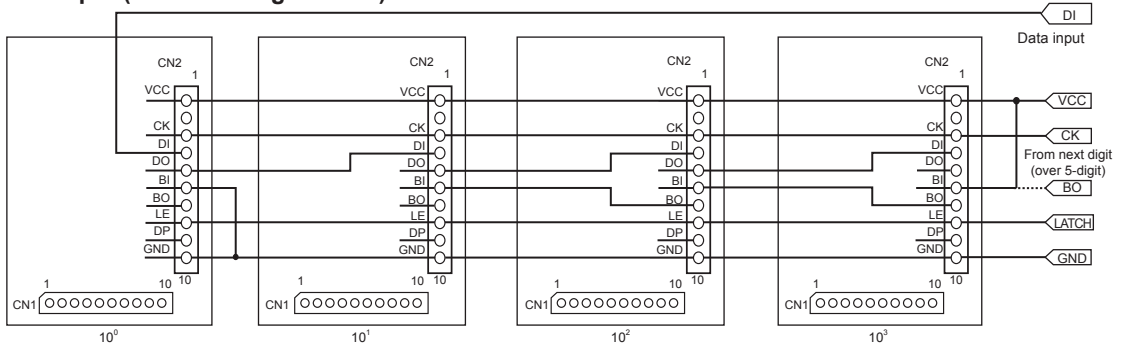 DI
Data input
CN2
1
VCC
CK
DI
DO
BI
BO
LE
DP
GND
10
1 10
CN1
10⁰
CN2
1
VCC
CK
DI
DO
BI
BO
LE
DP
GND
10
1 10
CN1
10¹
CN2
1
VCC
CK
DI
DO
BI
BO
LE
DP
GND
10
1 10
CN1
10²
CN2
1
VCC
CK
DI
DO
BI
BO
LE
DP
GND
10
1 10
CN1
10³
VCC
CK
From next digit
(over 5-digit)
BO
LATCH
GND